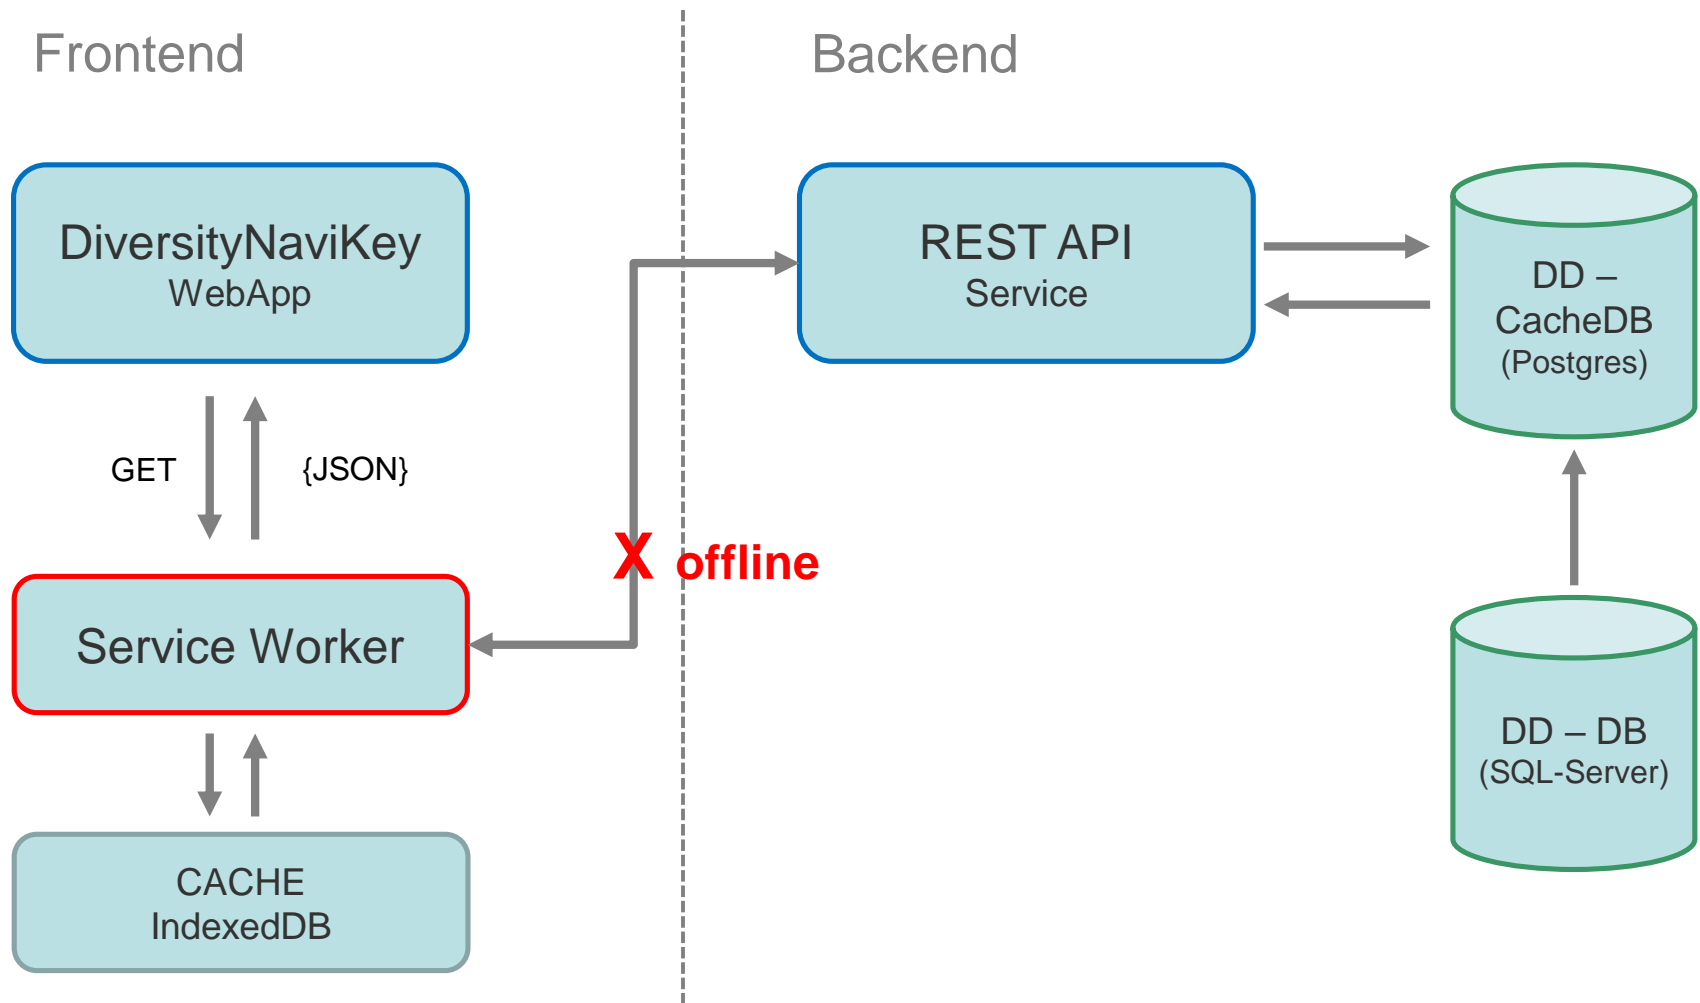 Frontend
Backend
DiversityNaviKey
WebApp
REST API
Service
DD –
CacheDB
(Postgres)
GET
{JSON}
X offline
Service Worker
DD – DB
(SQL-Server)
CACHE
IndexedDB